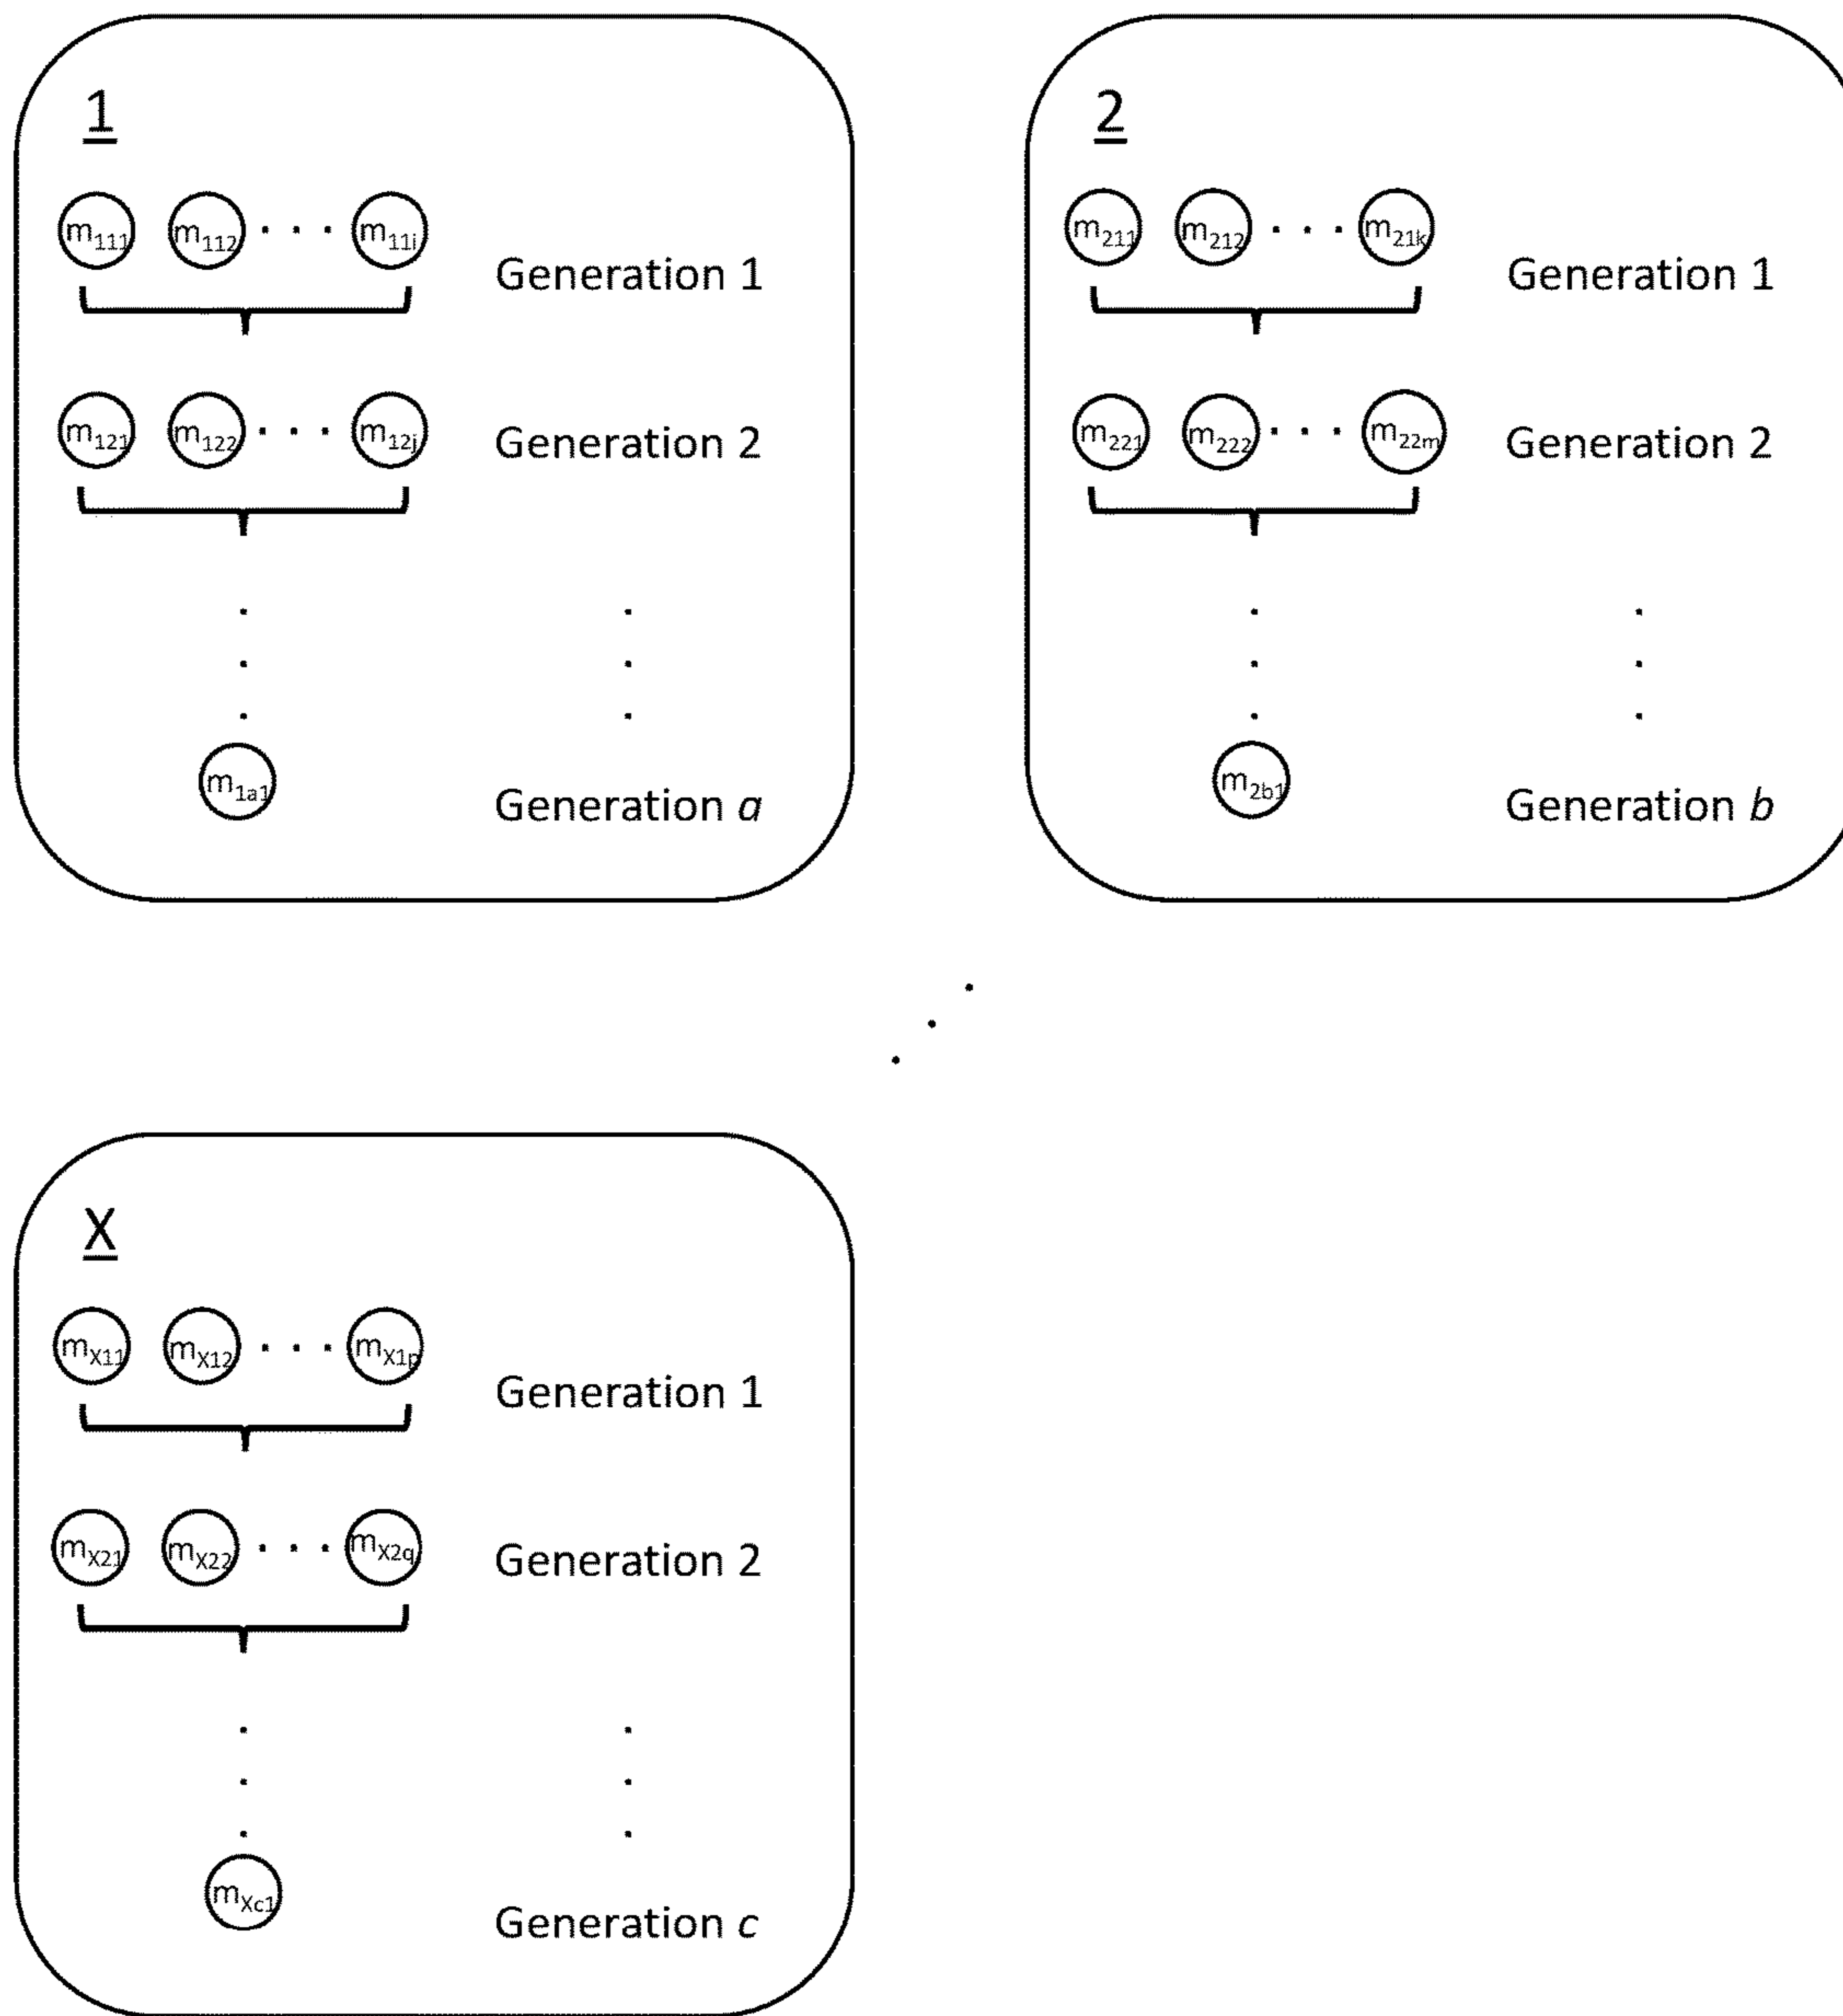 1
m111 m112 · · · m11i
Generation 1
m121 m122 · · · m12j
Generation 2
m1a1
Generation a
2
m211 m212 · · · m21k
Generation 1
m221 m222 · · · m22m
Generation 2
m2b1
Generation b
X
mX11 mX12 · · · mX1p
Generation 1
mX21 mX22 · · · mX2q
Generation 2
mXc1
Generation c